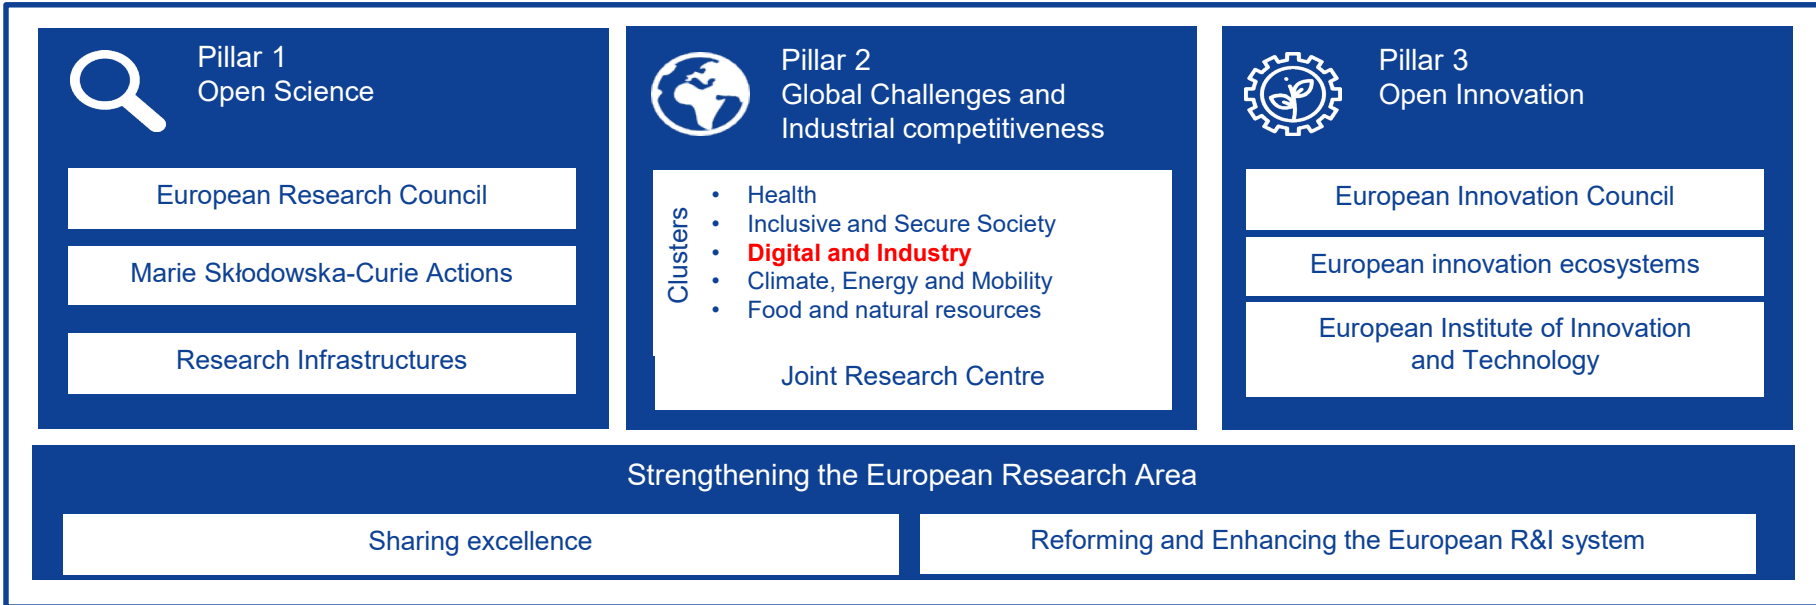 Pillar 1
Open Science
European Research Council
Marie Skłodowska-Curie Actions
Research Infrastructures
Pillar 2
Global Challenges and
Industrial competitiveness
Clusters
• Health
• Inclusive and Secure Society
• Digital and Industry
• Climate, Energy and Mobility
• Food and natural resources
Joint Research Centre
Pillar 3
Open Innovation
European Innovation Council
European innovation ecosystems
European Institute of Innovation
and Technology
Strengthening the European Research Area
Sharing excellence
Reforming and Enhancing the European R&I system